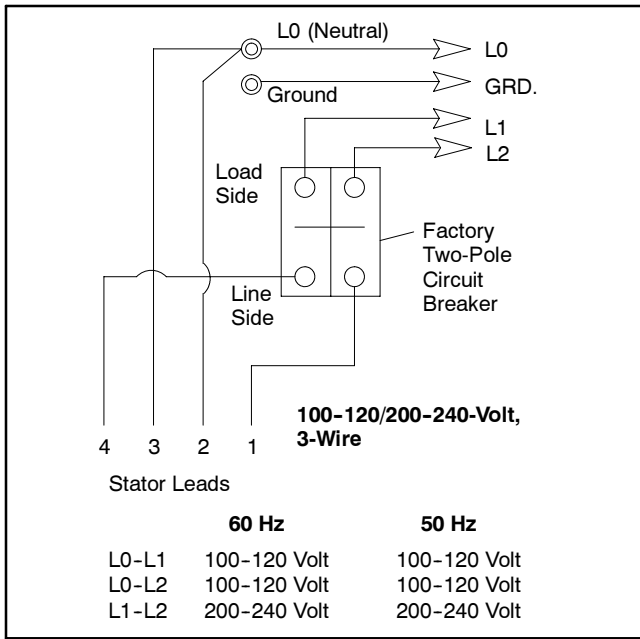 L0 (Neutral)
L0
Ground
GRD.
L1
L2
Load
Side
Factory
Two-Pole
Circuit
Breaker
Line
Side
4 3 2 1
100-120/200-240-Volt,
3-Wire
Stator Leads
60 Hz 50 Hz
L0-L1 100-120 Volt 100-120 Volt
L0-L2 100-120 Volt 100-120 Volt
L1-L2 200-240 Volt 200-240 Volt